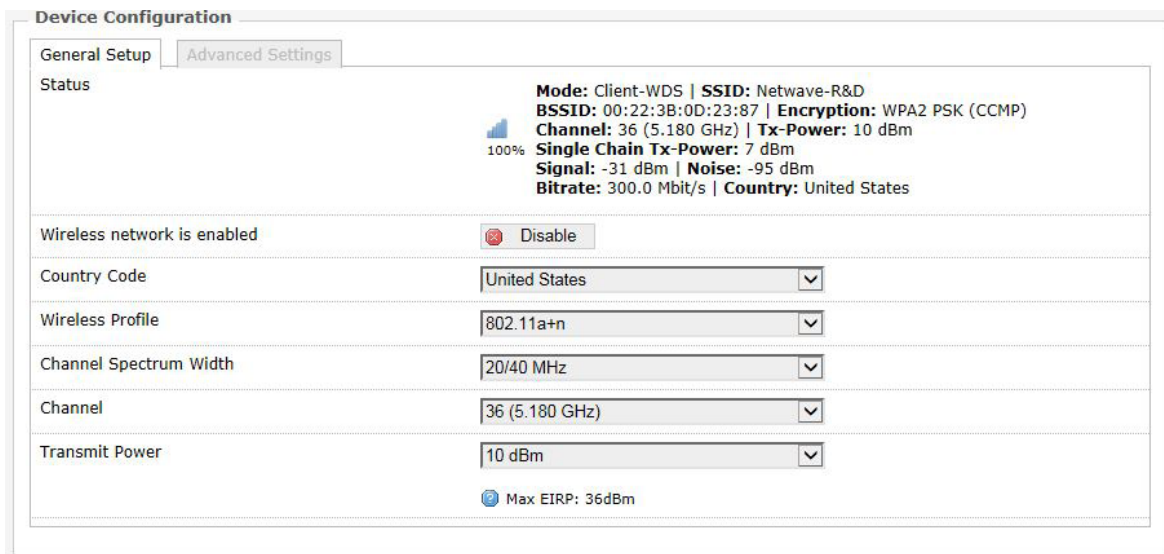 Device Configuration
General Setup
Advanced Settings
Status
Mode: Client-WDS | SSID: Netwave-R&D
BSSID: 00:22:3B:0D:23:87 | Encryption: WPA2 PSK (CCMP)
Channel: 36 (5.180 GHz) | Tx-Power: 10 dBm
100% Single Chain Tx-Power: 7 dBm
Signal: -31 dBm | Noise: -95 dBm
Bitrate: 300.0 Mbit/s | Country: United States
Wireless network is enabled
Disable
Country Code
United States
Wireless Profile
802.11a+n
Channel Spectrum Width
20/40 MHz
Channel
36 (5.180 GHz)
Transmit Power
10 dBm
Max EIRP: 36dBm